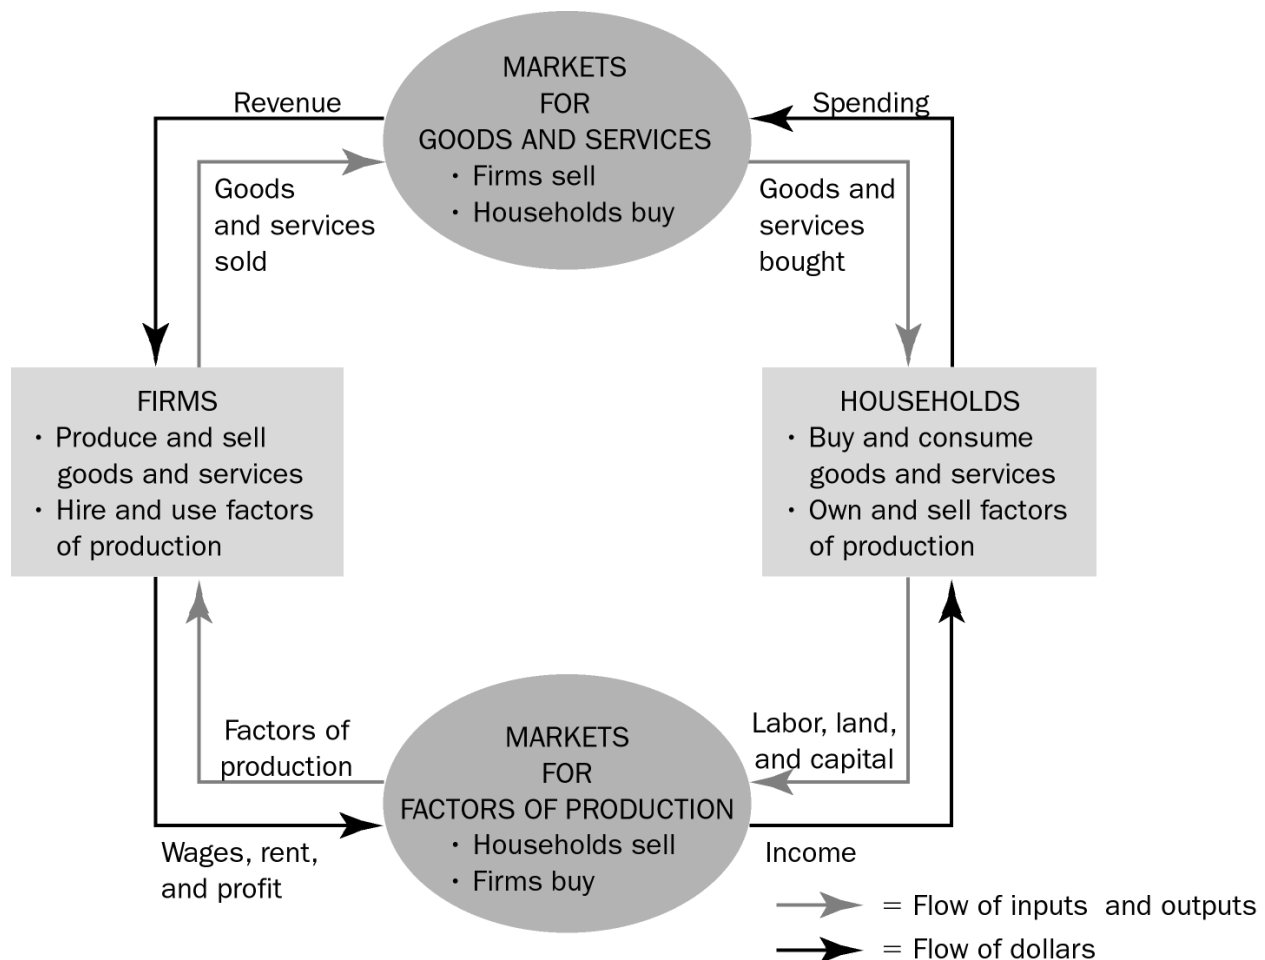 MARKETS
FOR
GOODS AND SERVICES
• Firms sell
• Households buy
Revenue
Spending
Goods
and services
sold
Goods and
services
bought
FIRMS
• Produce and sell
goods and services
• Hire and use factors
of production
HOUSEHOLDS
• Buy and consume
goods and services
• Own and sell factors
of production
Factors of
production
Labor, land,
and capital
MARKETS
FOR
FACTORS OF PRODUCTION
• Households sell
• Firms buy
Wages, rent,
and profit
Income
= Flow of inputs and outputs
= Flow of dollars